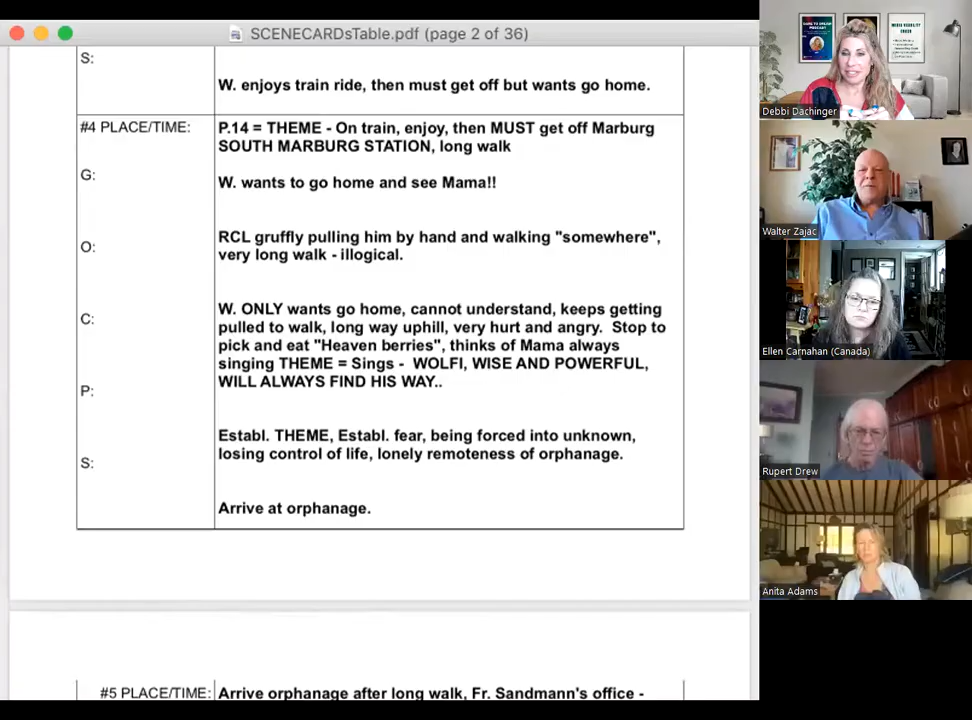 SCENECARDsTable.pdf (page 2 of 36)
S:
W. enjoys train ride, then must get off but wants go home.
#4 PLACE/TIME:
P.14 = THEME - On train, enjoy, then MUST get off Marburg
SOUTH MARBURG STATION, long walk
G:
W. wants to go home and see Mama!!
O:
RCL gruffly pulling him by hand and walking "somewhere",
very long walk - illogical.
C:
W. ONLY wants go home, cannot understand, keeps getting
pulled to walk, long way uphill, very hurt and angry. Stop to
pick and eat "Heaven berries", thinks of Mama always
singing THEME = Sings - WOLFI, WISE AND POWERFUL,
WILL ALWAYS FIND HIS WAY..
P:
Establ. THEME, Establ. fear, being forced into unknown,
losing control of life, lonely remoteness of orphanage.
S:
Arrive at orphanage.
#5 PLACE/TIME:
Arrive orphanage after long walk, Fr. Sandmann's office -
DARE TO DREAM
PODCAST
MEDIA VISIBILITY
Debbi Dachinger
Walter Zajac
Ellen Carnahan (Canada)
Rupert Drew
Anita Adams